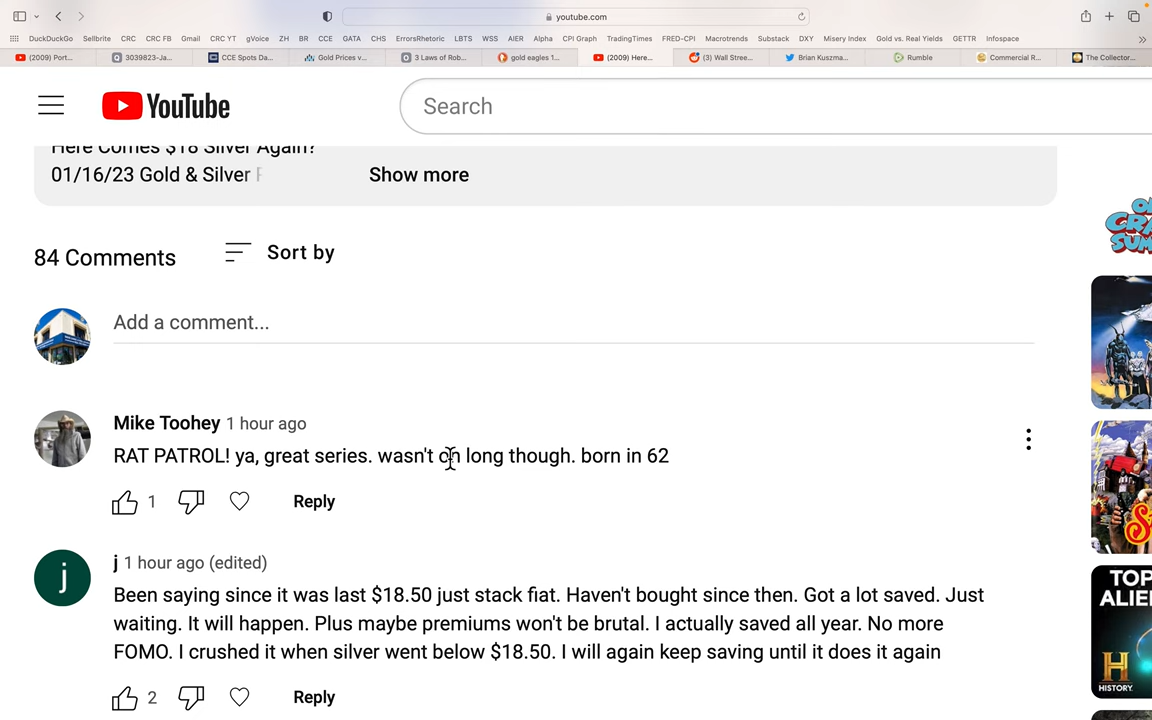 youtube.com
DuckDuckGo Sellbrite CRC CRC FB Gmail CRC YT gVoice ZH BR CCE GATA CHS ErrorsRhetoric LBTS WSS AIER Alpha CPI Graph TradingTimes FRED-CPI Macrotrends Substack DXY Misery Index Gold vs. Real Yields GETTR Infospace
(2009) Port... 3039823-Ja... CCE Spots Da... Gold Prices v... 3 Laws of Rob... gold eagles 1... (2009) Here... (3) Wall Stree... Brian Kuszma... Rumble Commercial R... The Collector...
YouTube
Search
Here Comes $18 Silver Again?
01/16/23 Gold & Silver
Show more
84 Comments
Sort by
Add a comment...
Mike Toohey 1 hour ago
RAT PATROL! ya, great series. wasn't on long though. born in 62
1
Reply
j
j 1 hour ago (edited)
Been saying since it was last $18.50 just stack fiat. Haven't bought since then. Got a lot saved. Just
waiting. It will happen. Plus maybe premiums won't be brutal. I actually saved all year. No more
FOMO. I crushed it when silver went below $18.50. I will again keep saving until it does it again
2
Reply
TOP
ALIE
H
HISTORY.